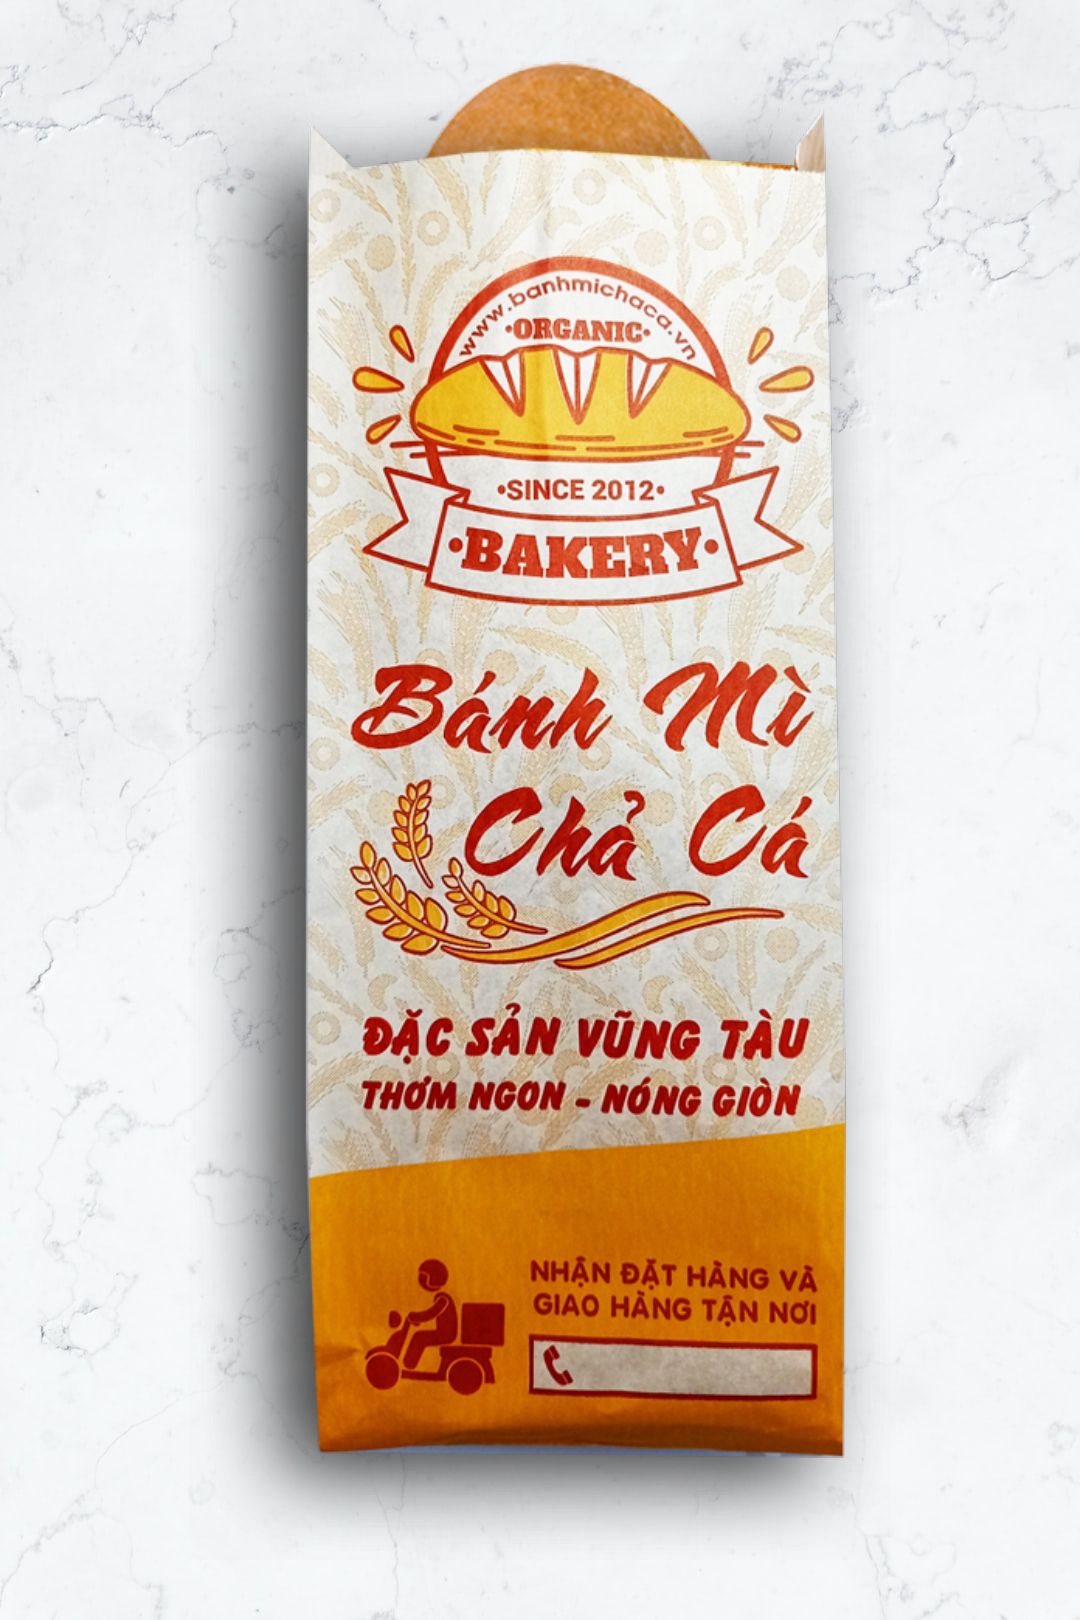 www.banhmichaca.vn
•ORGANIC•
•SINCE 2012•
•BAKERY•
Bánh Mì
Chả Cá
ĐẶC SẢN VŨNG TÀU
THƠM NGON - NÓNG GIÒN
NHẬN ĐẶT HÀNG VÀ
GIAO HÀNG TẬN NƠI